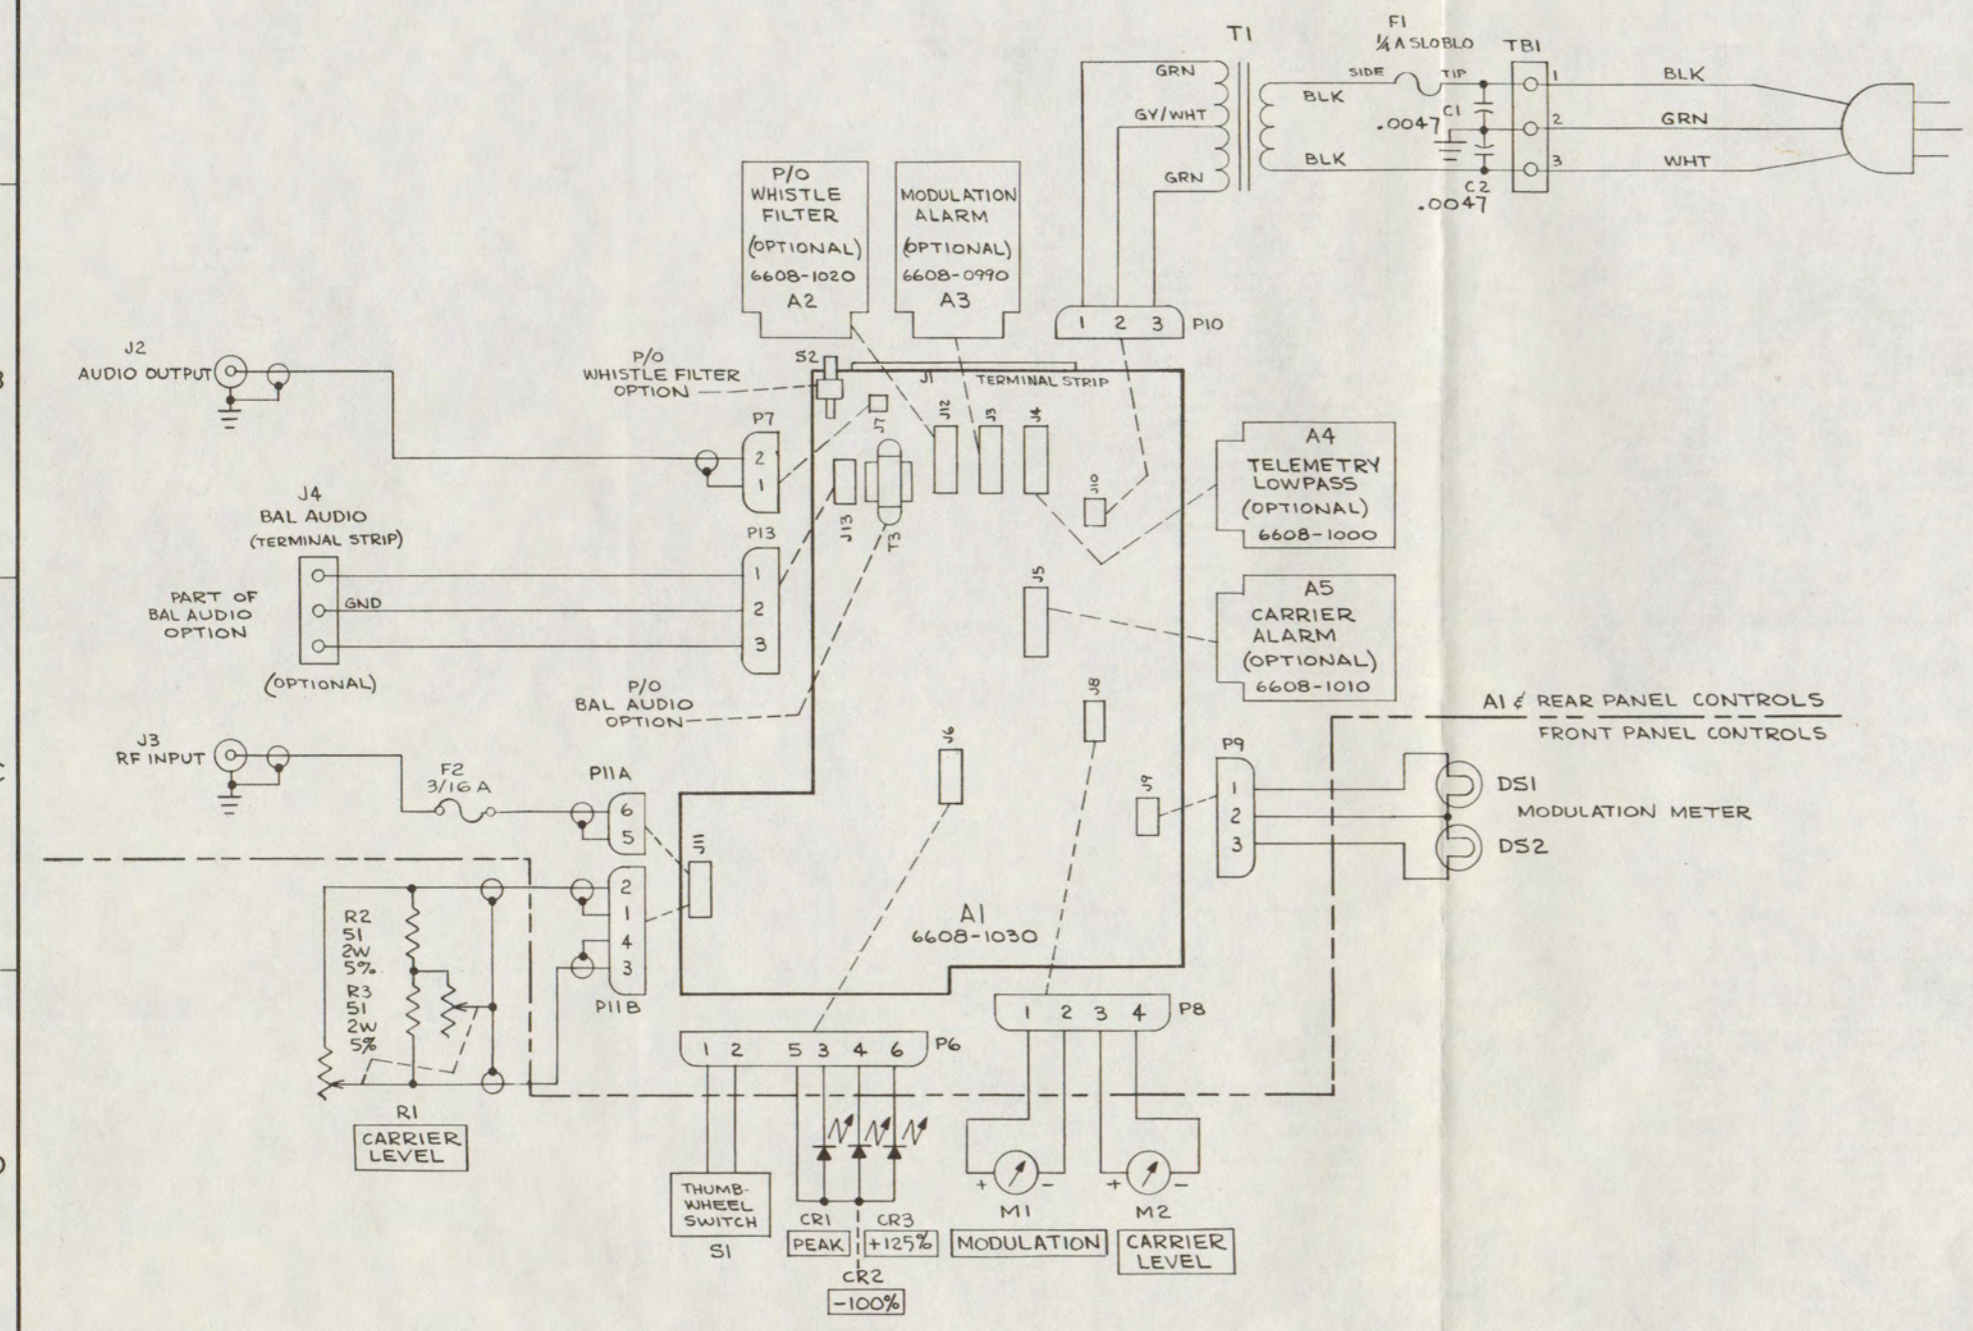 T1
F1
¼ A SLOBLO
TB1
GRN
SIDE
TIP
1
BLK
BLK
GY/WHT
C1
.0047
2
GRN
BLK
3
WHT
GRN
C2
.0047
P/O
WHISTLE
FILTER
(OPTIONAL)
6608-1020
A2
MODULATION
ALARM
(OPTIONAL)
6608-0990
A3
1 2 3
P10
J2
AUDIO OUTPUT
P/O
WHISTLE FILTER
OPTION
S2
J1
TERMINAL STRIP
P7
2
1
J7
J12
J3
J4
J10
J13
T3
A4
TELEMETRY
LOWPASS
(OPTIONAL)
6608-1000
J4
BAL AUDIO
(TERMINAL STRIP)
P13
1
2
3
PART OF
BAL AUDIO
OPTION
GND
(OPTIONAL)
J5
A5
CARRIER
ALARM
(OPTIONAL)
6608-1010
P/O
BAL AUDIO
OPTION
J8
A1 & REAR PANEL CONTROLS
FRONT PANEL CONTROLS
J3
RF INPUT
F2
3/16 A
P11A
6
5
J6
J9
P9
1
2
3
DS1
MODULATION METER
DS2
J11
2
1
4
3
P11B
R2
51
2W
5%
R3
51
2W
5%
A1
6608-1030
R1
CARRIER
LEVEL
1 2 5 3 4 6
P6
1 2 3 4
P8
THUMB-
WHEEL
SWITCH
S1
CR1
PEAK
CR3
+125%
CR2
-100%
+ -
M1
MODULATION
+ -
M2
CARRIER
LEVEL
B
C
D